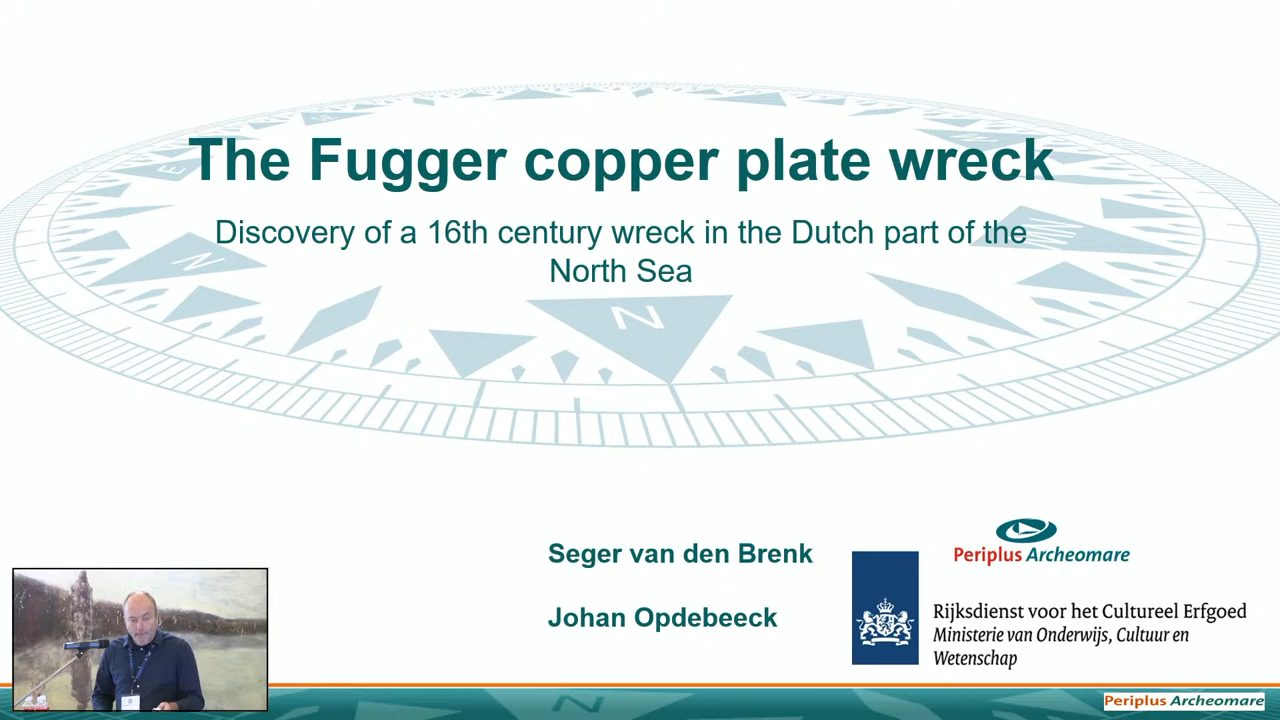 The Fugger copper plate wreck
Discovery of a 16th century wreck in the Dutch part of the
North Sea
N
N
E
Seger van den Brenk
Johan Opdebeeck
Periplus Archeomare
Rijksdienst voor het Cultureel Erfgoed
Ministerie van Onderwijs, Cultuur en
Wetenschap
Periplus Archeomare